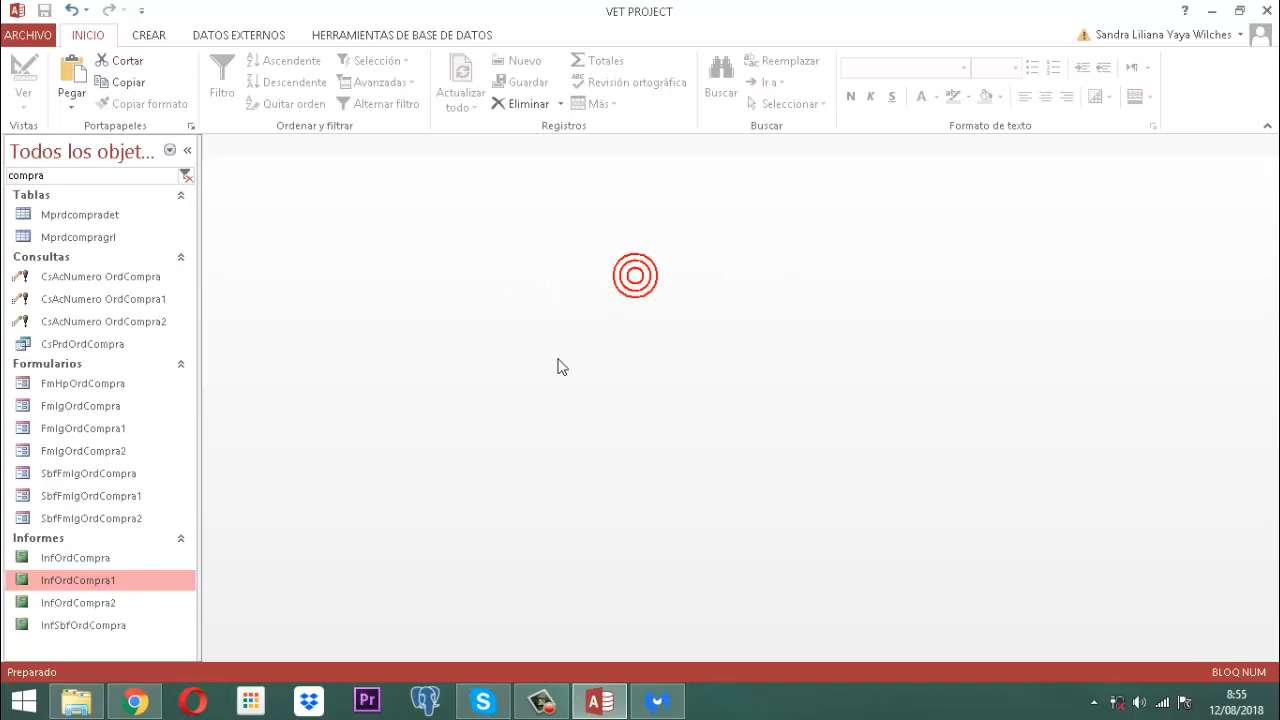 VET PROJECT
?
ARCHIVO INICIO CREAR DATOS EXTERNOS HERRAMIENTAS DE BASE DE DATOS Sandra Liliana Yaya Wilches
Ver
Vistas
Pegar
Cortar
Copiar
Copiar formato
Portapapeles
Filtro
Ascendente
Descendente
Quitar orden
Selección
Avanzadas
Alternar filtro
Ordenar y filtrar
Actualizar
todo
Nuevo
Guardar
Eliminar
Totales
Revisión ortográfica
Más
Registros
Buscar
Reemplazar
Ir a
Seleccionar
Buscar
N K S A
Formato de texto
Todos los objet...
compra
Tablas
Mprdcompradet
Mprdcompragrl
Consultas
CsAcNumero OrdCompra
CsAcNumero OrdCompra1
CsAcNumero OrdCompra2
CsPrdOrdCompra
Formularios
FmHpOrdCompra
FmIgOrdCompra
FmIgOrdCompra1
FmIgOrdCompra2
SbfFmIgOrdCompra
SbfFmIgOrdCompra1
SbfFmIgOrdCompra2
Informes
InfOrdCompra
InfOrdCompra1
InfOrdCompra2
InfSbfOrdCompra
Preparado
BLOQ NUM
Pr
8:55
12/08/2018